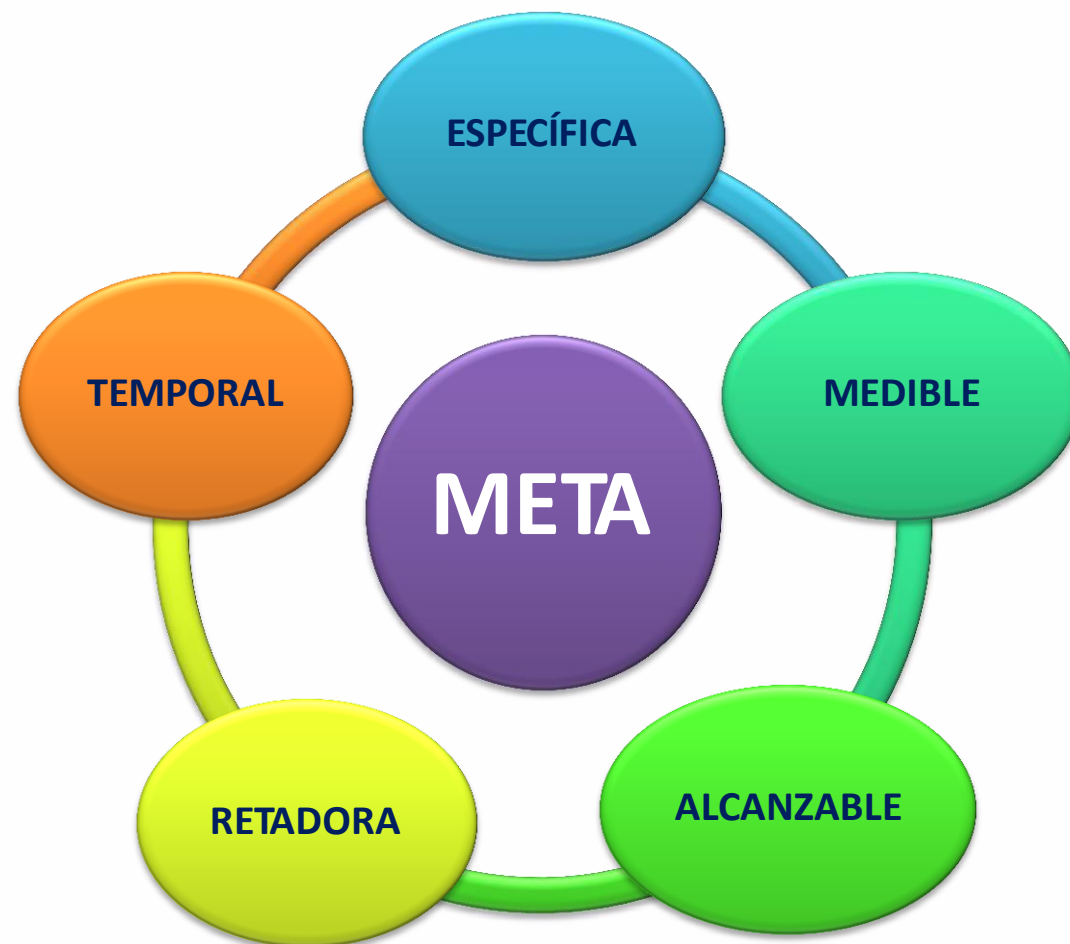 ESPECÍFICA
MEDIBLE
ALCANZABLE
RETADORA
TEMPORAL
META